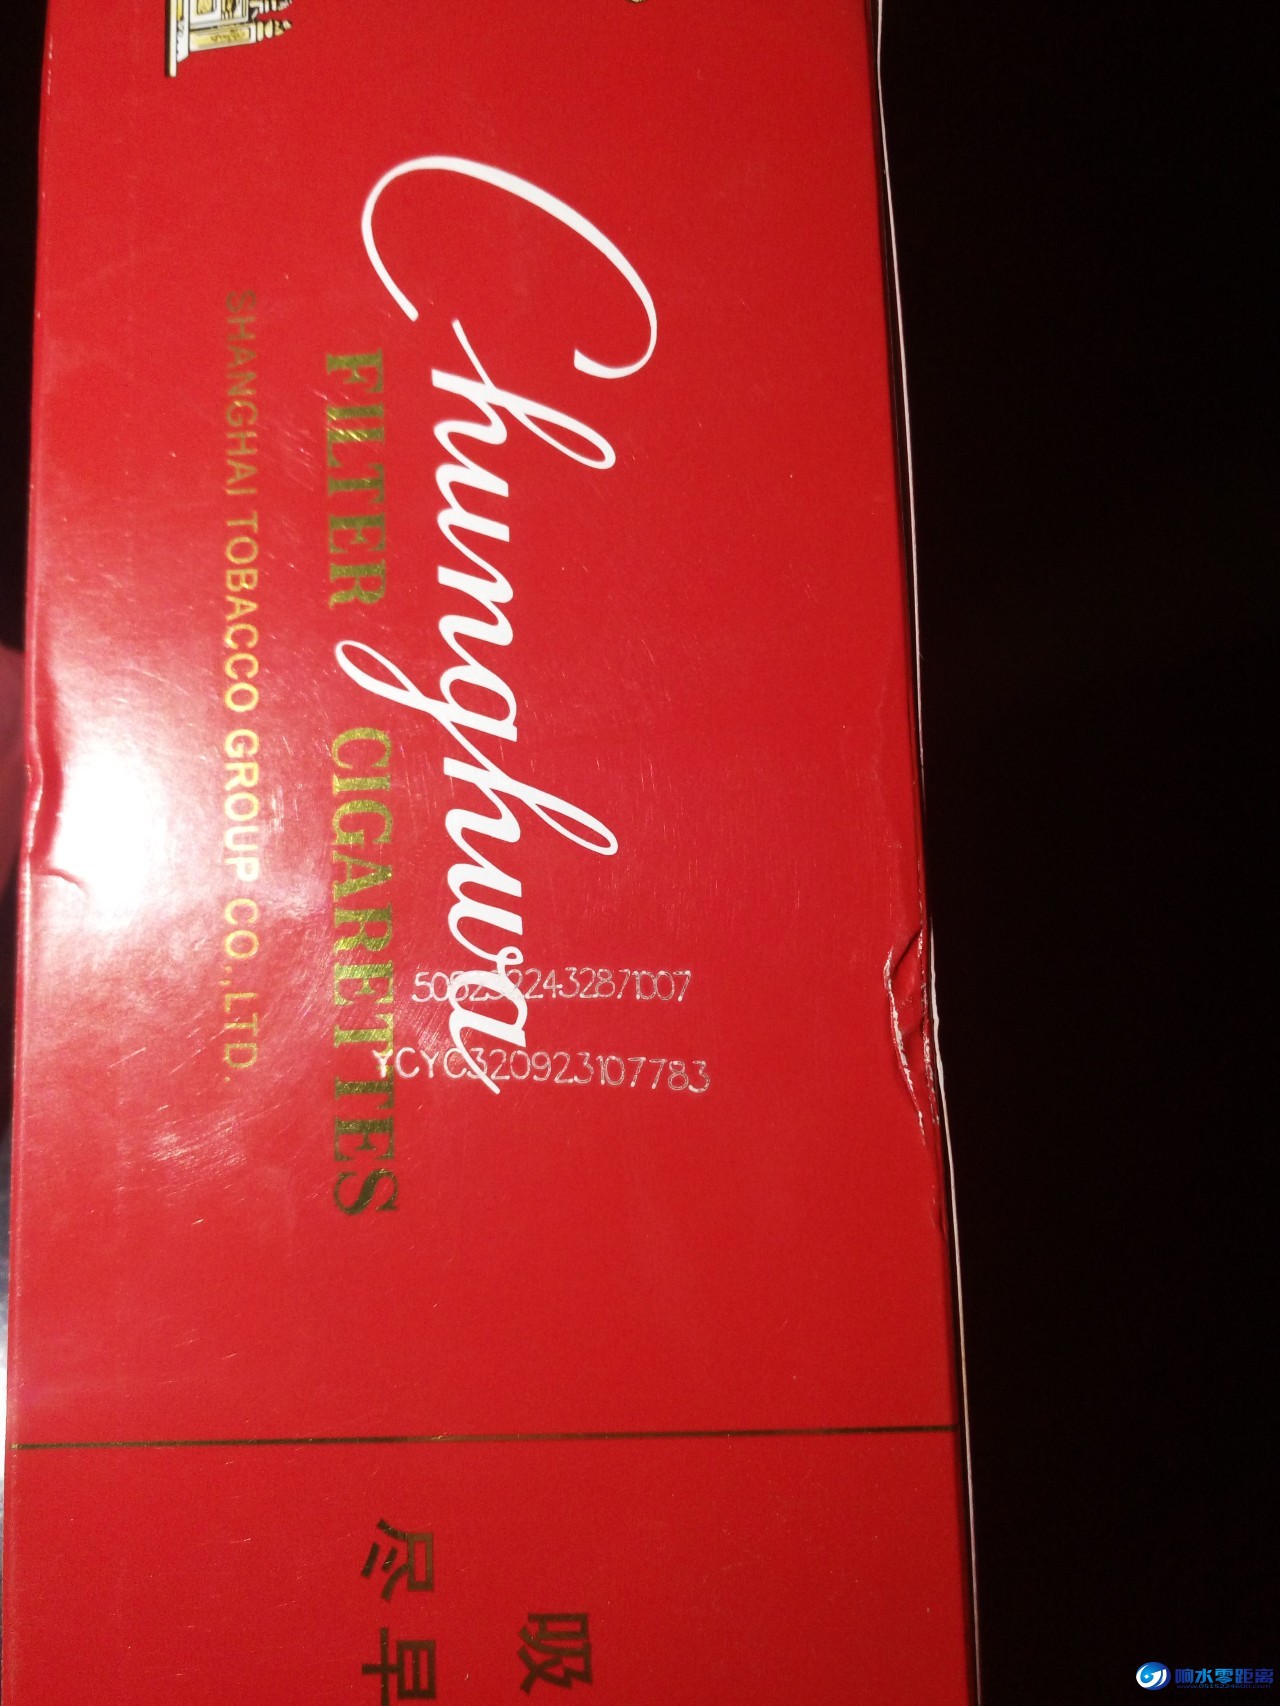 Chunghwa
FILTER CIGARETTES
SHANGHAI TOBACCO GROUP CO.,LTD.
YCYC320923107783
吸
尽早
响水零距离